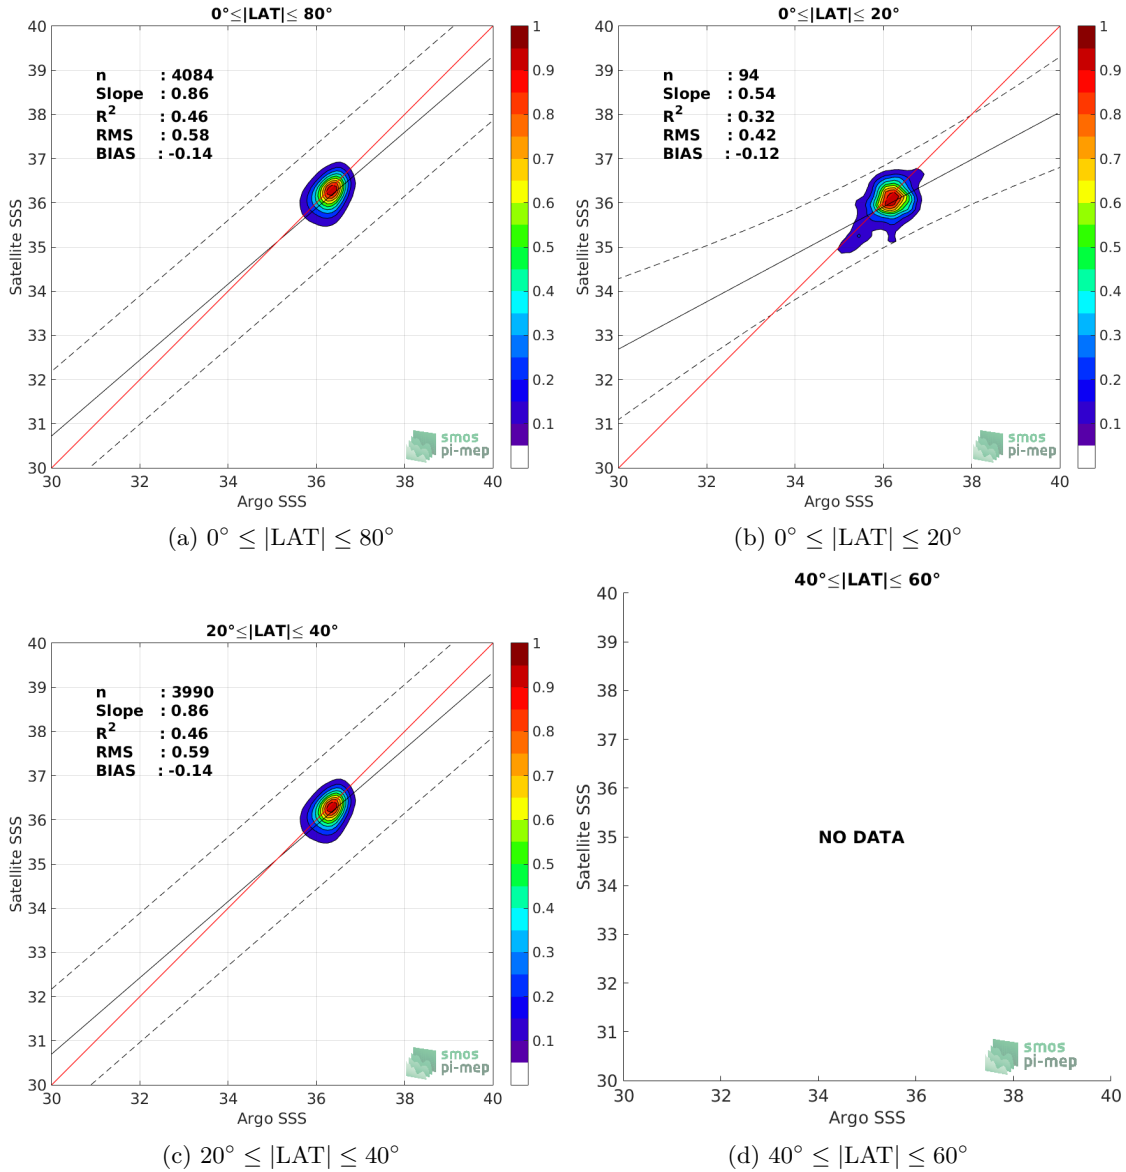 0°≤|LAT|≤ 80°
40
39
38
37
36
35
34
33
32
31
30
n : 4084
Slope : 0.86
R² : 0.46
RMS : 0.58
BIAS : -0.14
Satellite SSS
30 32 34 36 38 40
Argo SSS
smos
pi-mep
1
0.9
0.8
0.7
0.6
0.5
0.4
0.3
0.2
0.1
(a) 0° ≤ |LAT| ≤ 80°
0°≤|LAT|≤ 20°
40
39
38
37
36
35
34
33
32
31
30
n : 94
Slope : 0.54
R² : 0.32
RMS : 0.42
BIAS : -0.12
Satellite SSS
30 32 34 36 38 40
Argo SSS
smos
pi-mep
1
0.9
0.8
0.7
0.6
0.5
0.4
0.3
0.2
0.1
(b) 0° ≤ |LAT| ≤ 20°
20°≤|LAT|≤ 40°
40
39
38
37
36
35
34
33
32
31
30
n : 3990
Slope : 0.86
R² : 0.46
RMS : 0.59
BIAS : -0.14
Satellite SSS
30 32 34 36 38 40
Argo SSS
smos
pi-mep
1
0.9
0.8
0.7
0.6
0.5
0.4
0.3
0.2
0.1
(c) 20° ≤ |LAT| ≤ 40°
40°≤|LAT|≤ 60°
40
39
38
37
36
35
34
33
32
31
30
NO DATA
Satellite SSS
30 32 34 36 38 40
Argo SSS
smos
pi-mep
(d) 40° ≤ |LAT| ≤ 60°